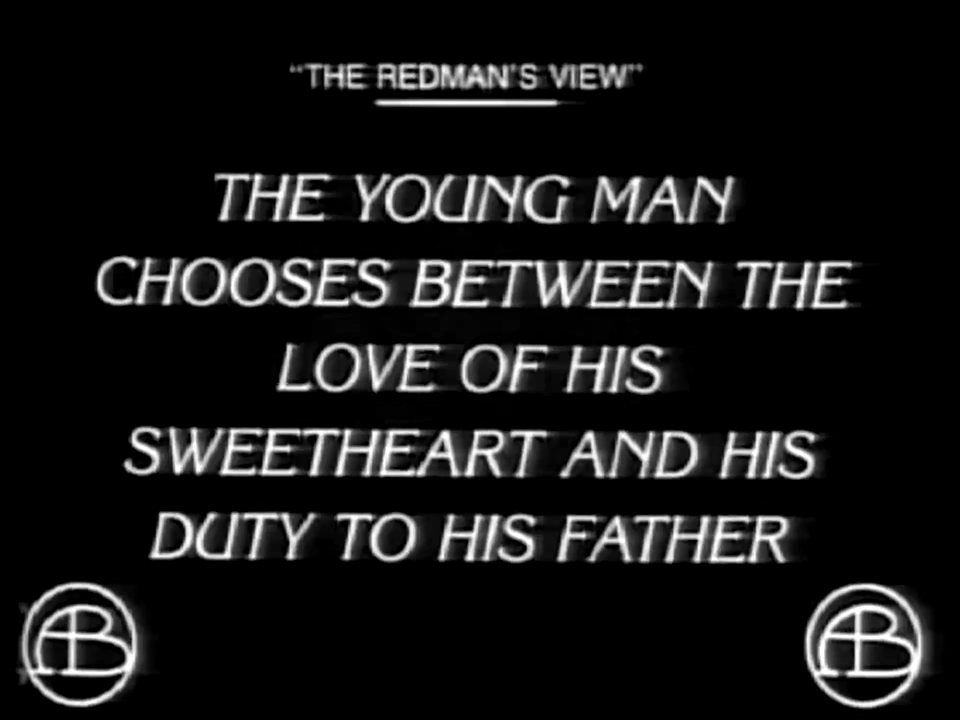 "THE REDMAN'S VIEW"
THE YOUNG MAN
CHOOSES BETWEEN THE
LOVE OF HIS
SWEETHEART AND HIS
DUTY TO HIS FATHER
AB AB